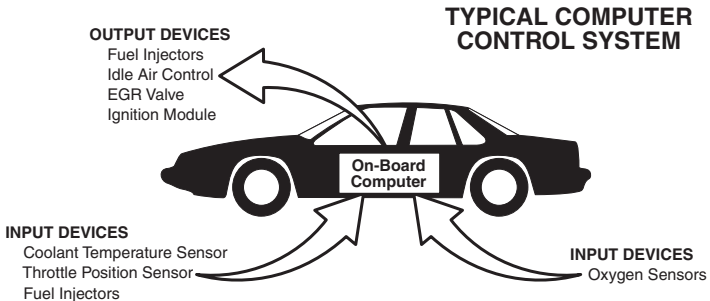 TYPICAL COMPUTER
CONTROL SYSTEM
OUTPUT DEVICES
Fuel Injectors
Idle Air Control
EGR Valve
Ignition Module
On-Board
Computer
INPUT DEVICES
Coolant Temperature Sensor
Throttle Position Sensor
Fuel Injectors
INPUT DEVICES
Oxygen Sensors